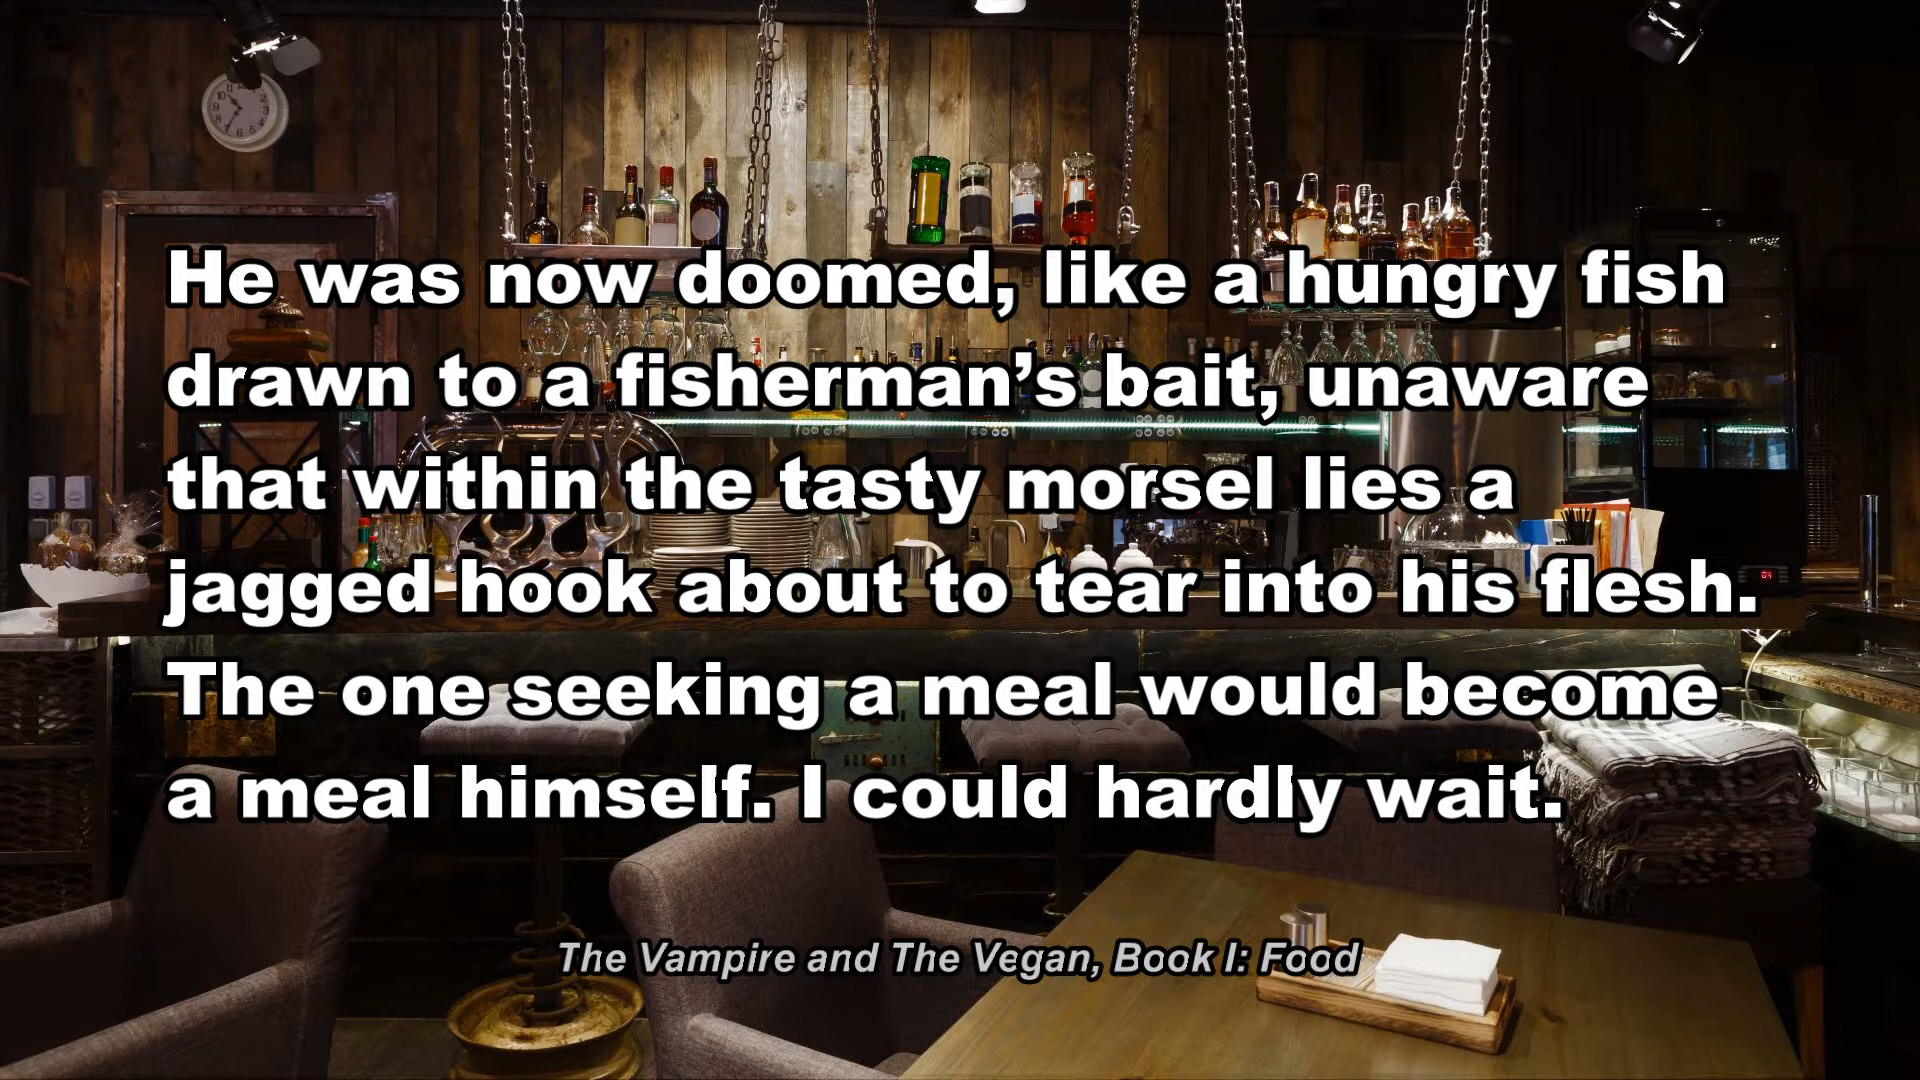 He was now doomed, like a hungry fish
drawn to a fisherman’s bait, unaware
that within the tasty morsel lies a
jagged hook about to tear into his flesh.
The one seeking a meal would become
a meal himself. I could hardly wait.
The Vampire and The Vegan, Book I: Food